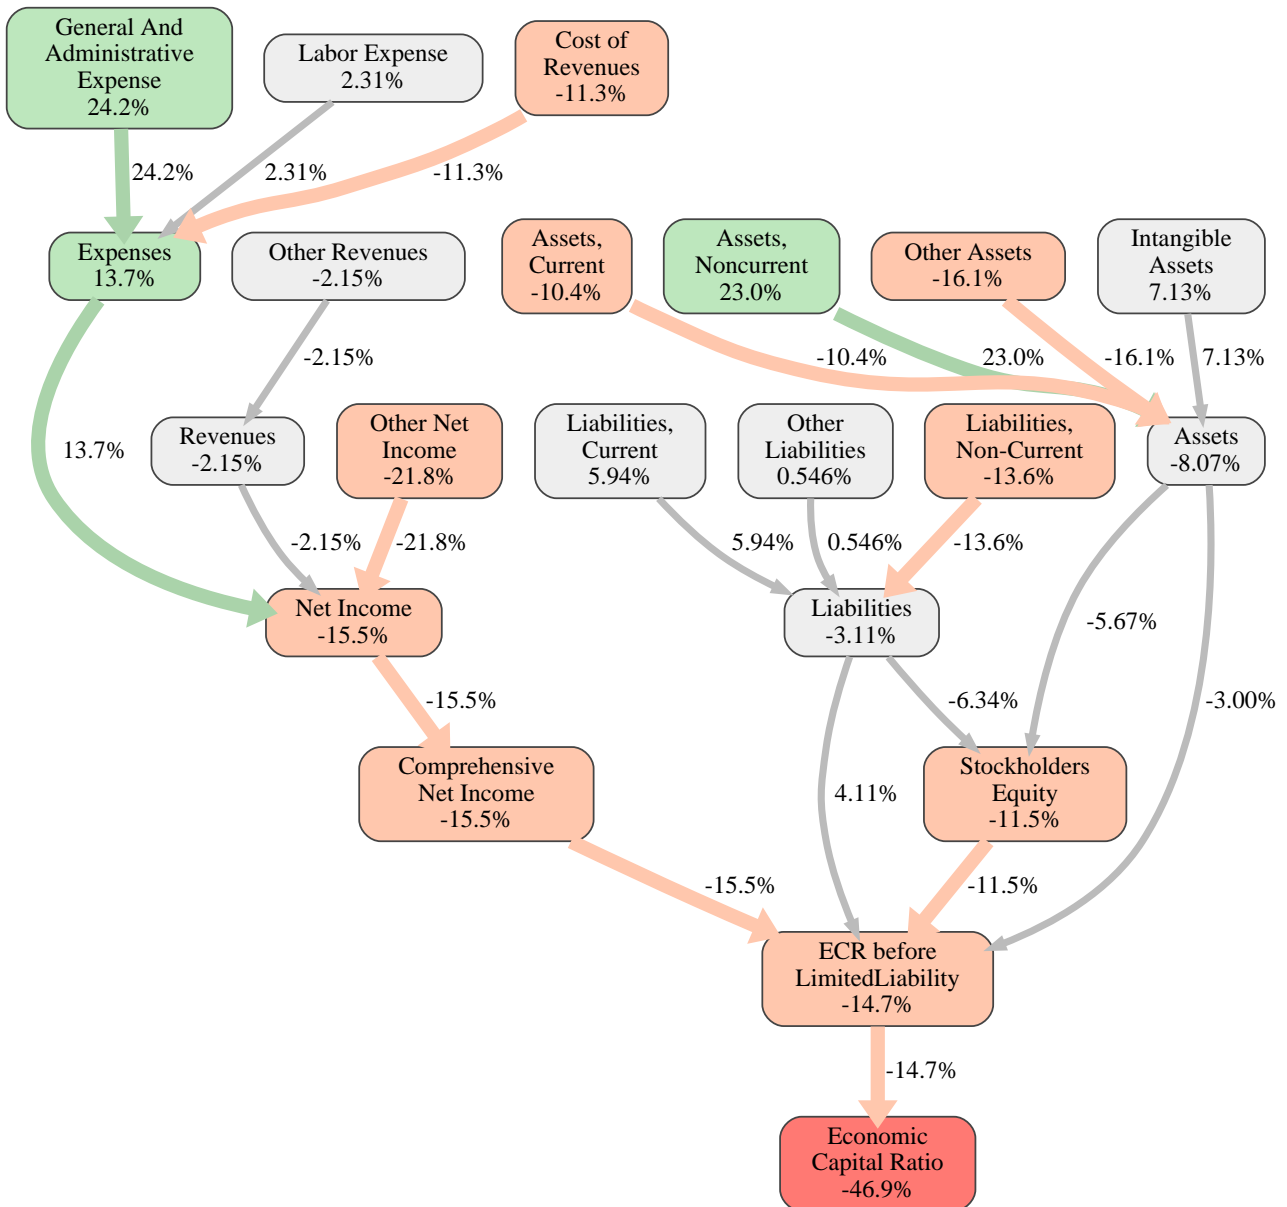 General And
Administrative
Expense
24.2%
Labor Expense
2.31%
Cost of
Revenues
-11.3%
24.2%
2.31%
-11.3%
Expenses
13.7%
Other Revenues
-2.15%
Assets,
Current
-10.4%
Assets,
Noncurrent
23.0%
Other Assets
-16.1%
Intangible
Assets
7.13%
-2.15%
-10.4%
23.0%
-16.1%
7.13%
13.7%
Revenues
-2.15%
Other Net
Income
-21.8%
Liabilities,
Current
5.94%
Other
Liabilities
0.546%
Liabilities,
Non-Current
-13.6%
Assets
-8.07%
-2.15%
-21.8%
5.94%
0.546%
-13.6%
Net Income
-15.5%
Liabilities
-3.11%
-5.67%
-15.5%
-6.34%
-3.00%
Comprehensive
Net Income
-15.5%
4.11%
Stockholders
Equity
-11.5%
-15.5%
-11.5%
ECR before
LimitedLiability
-14.7%
-14.7%
Economic
Capital Ratio
-46.9%